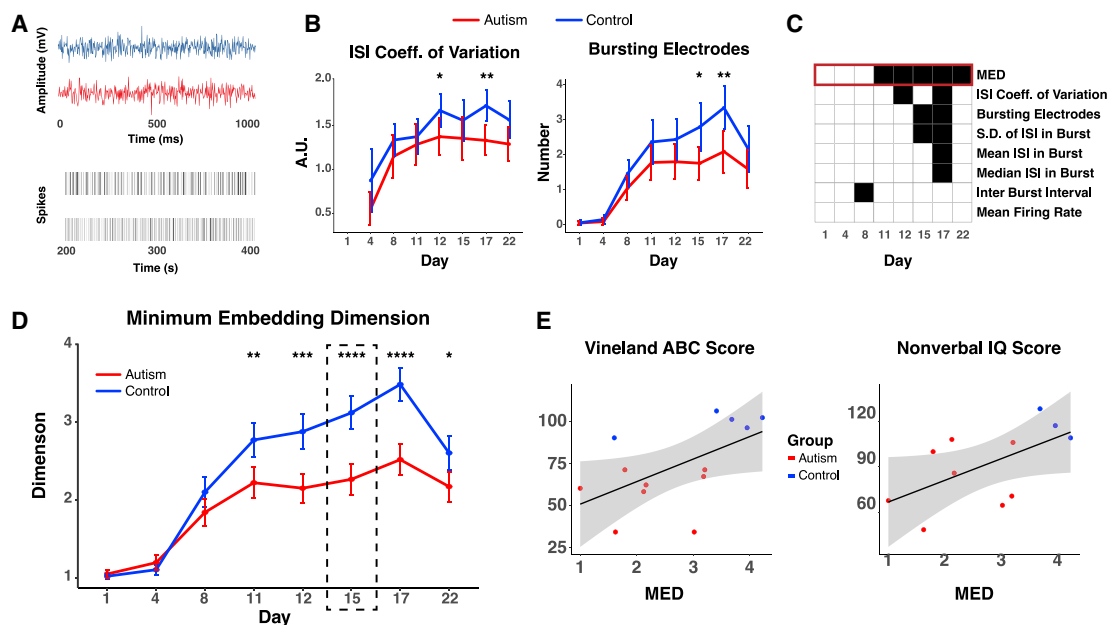 A
Amplitude (mV)
0 500 1000
Time (ms)
Spikes
200 300 400
Time (s)
B
Autism Control
ISI Coeff. of Variation
2.0
1.5
1.0
0.5
A.U.
* **
1 4 8 11 12 15 17 22
Day
Bursting Electrodes
4
3
2
1
0
Number
* **
1 4 8 11 12 15 17 22
Day
C
MED
ISI Coeff. of Variation
Bursting Electrodes
S.D. of ISI in Burst
Mean ISI in Burst
Median ISI in Burst
Inter Burst Interval
Mean Firing Rate
1 4 8 11 12 15 17 22
Day
D
Minimum Embedding Dimension
4
3
2
1
Dimenson
Autism
Control
** *** **** **** *
1 4 8 11 12 15 17 22
Day
E
Vineland ABC Score
100
75
50
25
1 2 3 4
MED
Group
Autism
Control
Nonverbal IQ Score
120
90
60
1 2 3 4
MED